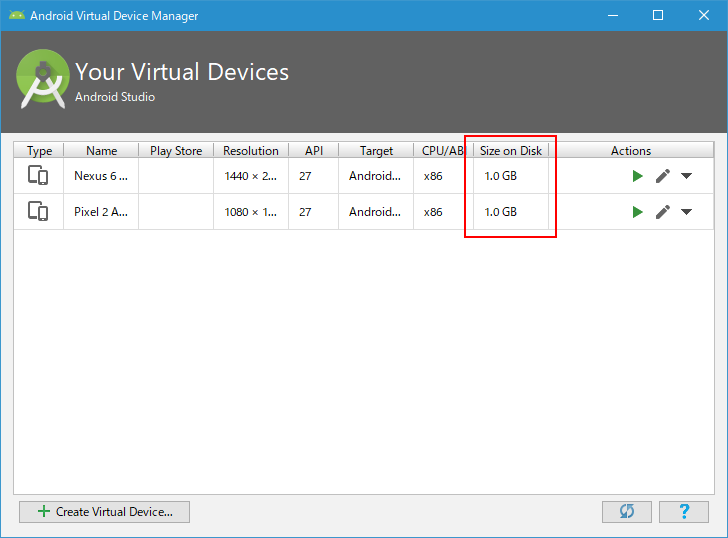 Android Virtual Device Manager
Your Virtual Devices
Android Studio
Type Name Play Store Resolution API Target CPU/AB Size on Disk Actions
Nexus 6 ... 1440 × 2... 27 Android... x86 1.0 GB
Pixel 2 A... 1080 × 1... 27 Android... x86 1.0 GB
Create Virtual Device...
?